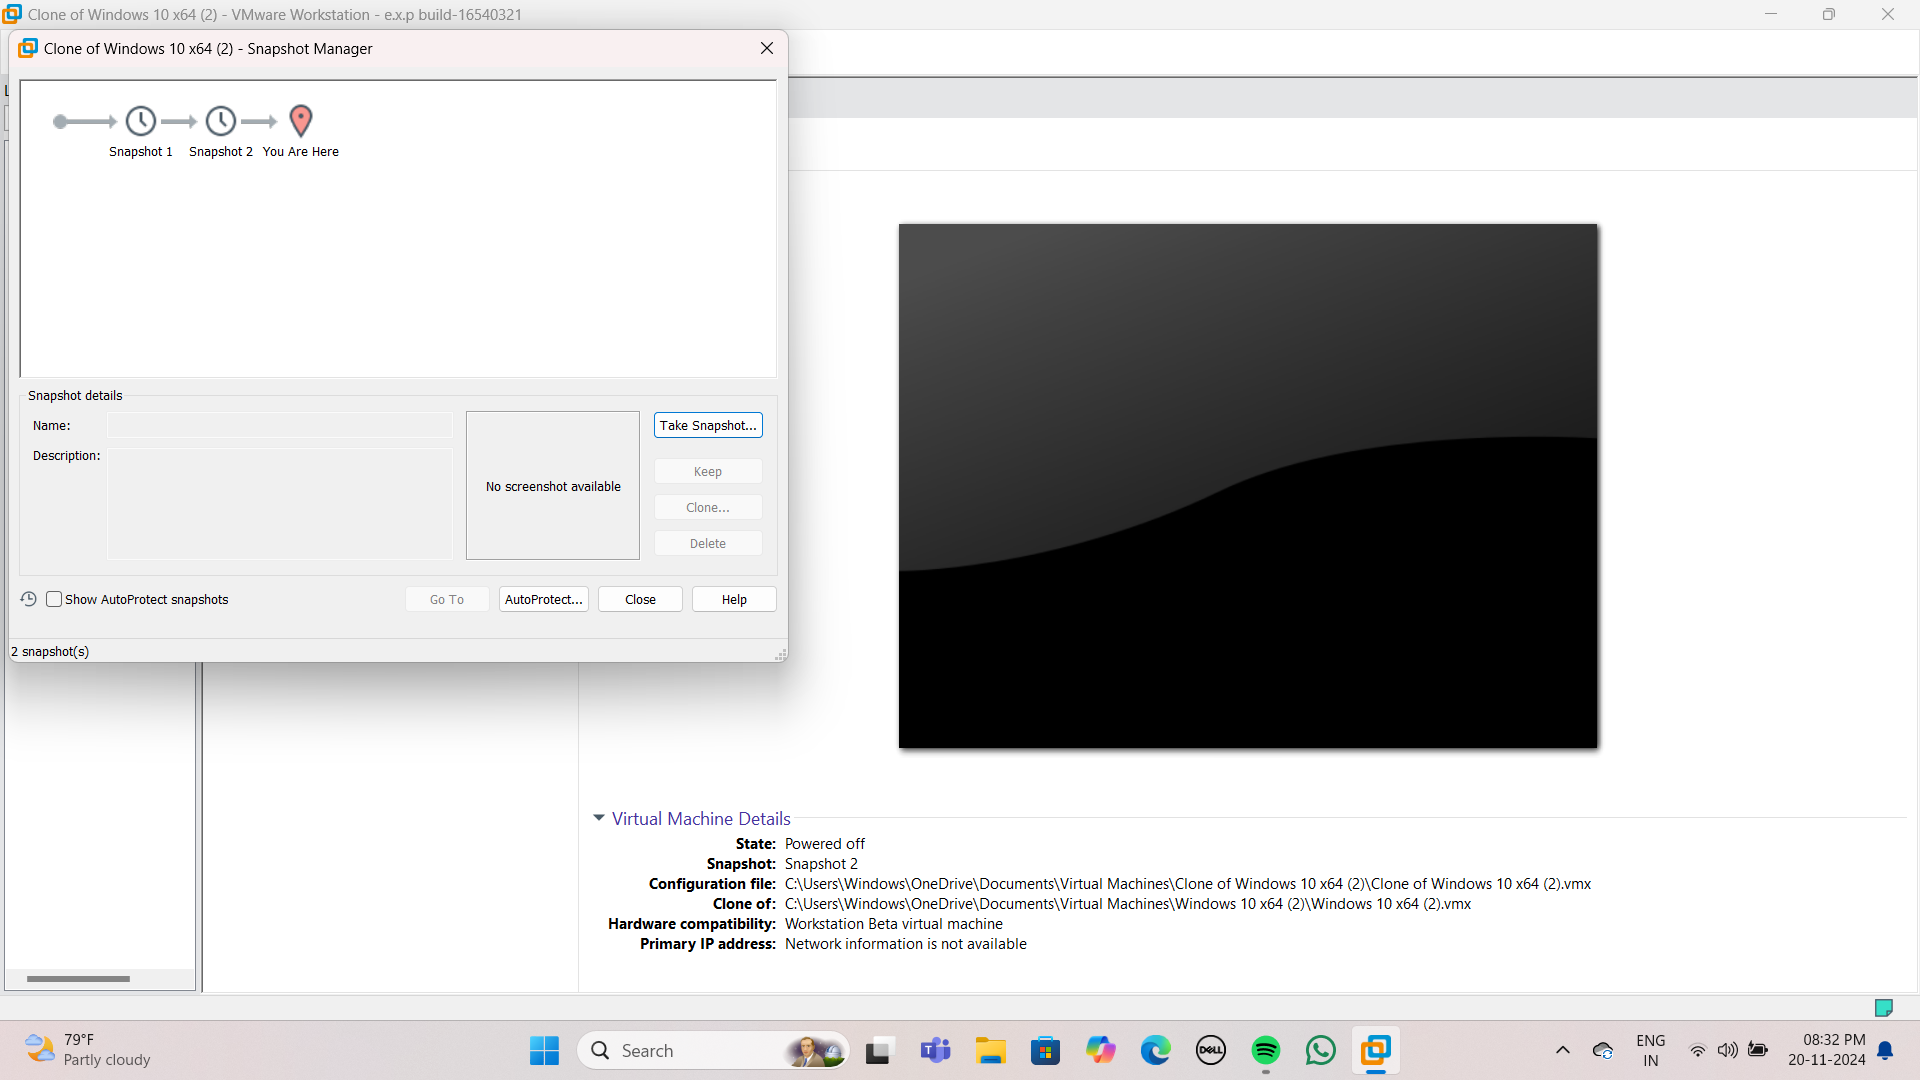 Clone of Windows 10 x64 (2) - VMware Workstation - e.x.p build-16540321
Clone of Windows 10 x64 (2) - Snapshot Manager
Snapshot 1
Snapshot 2
You Are Here
Snapshot details
Name:
Description:
No screenshot available
Take Snapshot...
Keep
Clone...
Delete
Show AutoProtect snapshots
Go To
AutoProtect...
Close
Help
2 snapshot(s)
Virtual Machine Details
State: Powered off
Snapshot: Snapshot 2
Configuration file: C:\Users\Windows\OneDrive\Documents\Virtual Machines\Clone of Windows 10 x64 (2)\Clone of Windows 10 x64 (2).vmx
Clone of: C:\Users\Windows\OneDrive\Documents\Virtual Machines\Windows 10 x64 (2)\Windows 10 x64 (2).vmx
Hardware compatibility: Workstation Beta virtual machine
Primary IP address: Network information is not available
79°F
Partly cloudy
Search
DELL
ENG
IN
08:32 PM
20-11-2024